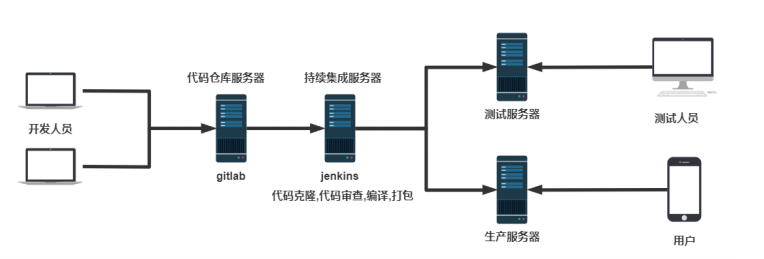 代码仓库服务器
持续集成服务器
开发人员
测试服务器
测试人员
gitlab
jenkins
代码克隆,代码审查,编译,打包
生产服务器
用户